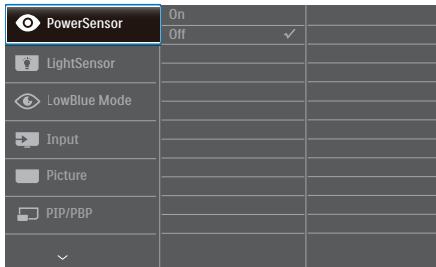 PowerSensor
On
Off
LightSensor
LowBlue Mode
Input
Picture
PIP/PBP